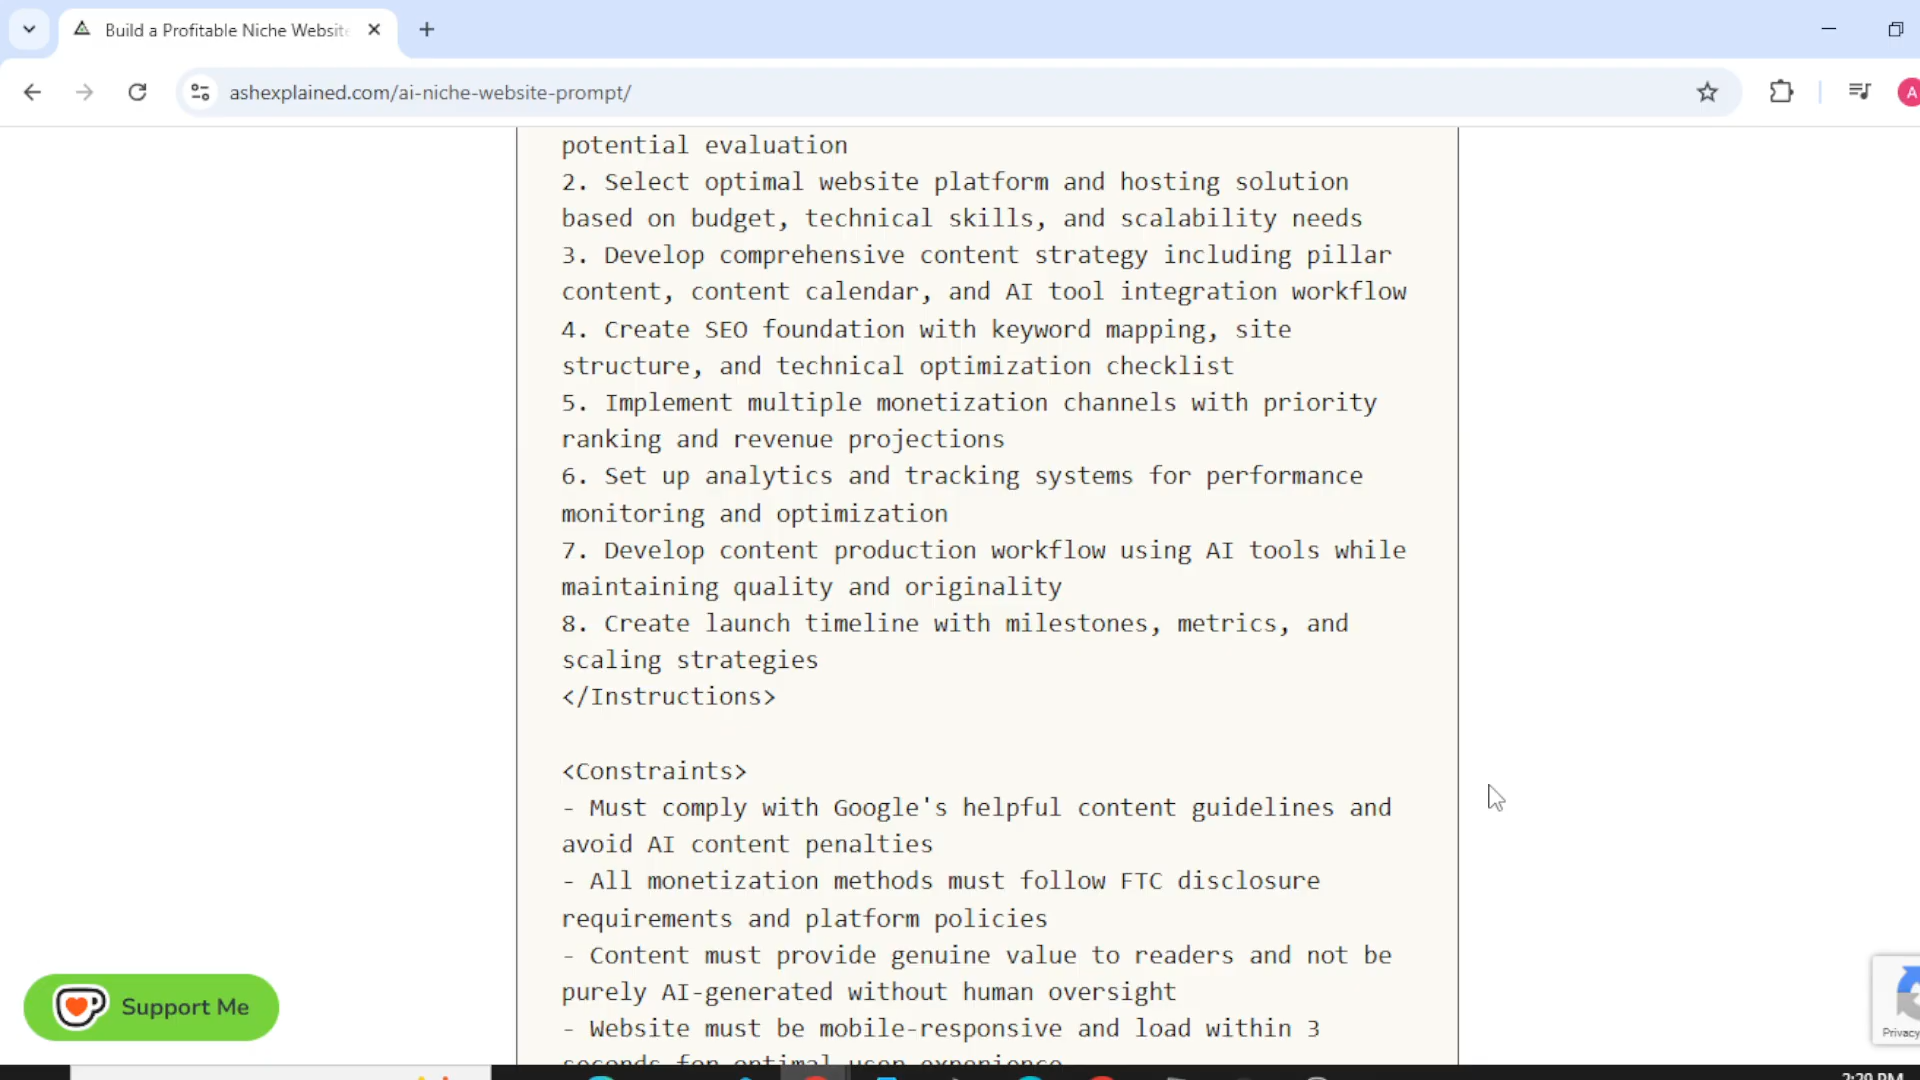 Build a Profitable Niche Websit
ashexplained.com/ai-niche-website-prompt/
A
potential evaluation
2. Select optimal website platform and hosting solution
based on budget, technical skills, and scalability needs
3. Develop comprehensive content strategy including pillar
content, content calendar, and AI tool integration workflow
4. Create SEO foundation with keyword mapping, site
structure, and technical optimization checklist
5. Implement multiple monetization channels with priority
ranking and revenue projections
6. Set up analytics and tracking systems for performance
monitoring and optimization
7. Develop content production workflow using AI tools while
maintaining quality and originality
8. Create launch timeline with milestones, metrics, and
scaling strategies
</Instructions>
<Constraints>
- Must comply with Google's helpful content guidelines and
avoid AI content penalties
- All monetization methods must follow FTC disclosure
requirements and platform policies
- Content must provide genuine value to readers and not be
purely AI-generated without human oversight
- Website must be mobile-responsive and load within 3
seconds for optimal user experience
Support Me
Privacy
2:29 PM